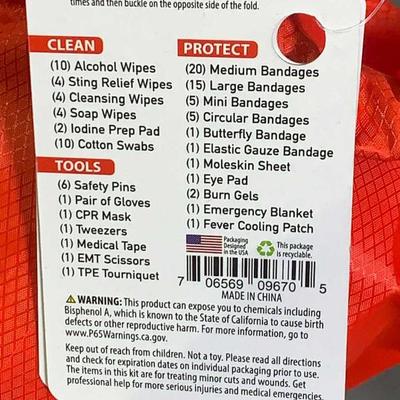 times and then buckle on the opposite side of the fold.
CLEAN
(10) Alcohol Wipes
(4) Sting Relief Wipes
(4) Cleansing Wipes
(4) Soap Wipes
(2) Iodine Prep Pad
(10) Cotton Swabs
TOOLS
(6) Safety Pins
(1) Pair of Gloves
(1) CPR Mask
(1) Tweezers
(1) Medical Tape
(1) EMT Scissors
(1) TPE Tourniquet
PROTECT
(20) Medium Bandages
(15) Large Bandages
(5) Mini Bandages
(5) Circular Bandages
(1) Butterfly Bandage
(1) Elastic Gauze Bandage
(1) Moleskin Sheet
(1) Eye Pad
(2) Burn Gels
(1) Emergency Blanket
(1) Fever Cooling Patch
Packaging
Designed
in the USA
This package
is recyclable.
7 06569 09670 5
MADE IN CHINA
WARNING: This product can expose you to chemicals including
Bisphenol A, which is known to the State of California to cause birth
defects or other reproductive harm. For more information, go to
www.P65Warnings.ca.gov.
Keep out of reach from children. Not a toy. Please read all directions
and check for expiration dates on individual packaging prior to use.
The items in this kit are for treating minor cuts and wounds. Get
professional help for more serious injuries and medical emergencies.